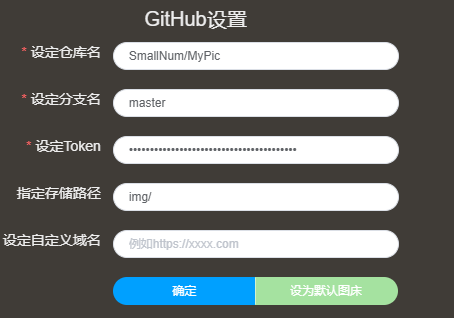 GitHub设置
* 设定仓库名 SmallNum/MyPic
* 设定分支名 master
* 设定Token ••••••••••••••••••••••••••••••••••••••••
指定存储路径 img/
设定自定义域名 例如https://xxxx.com
确定 设为默认图床